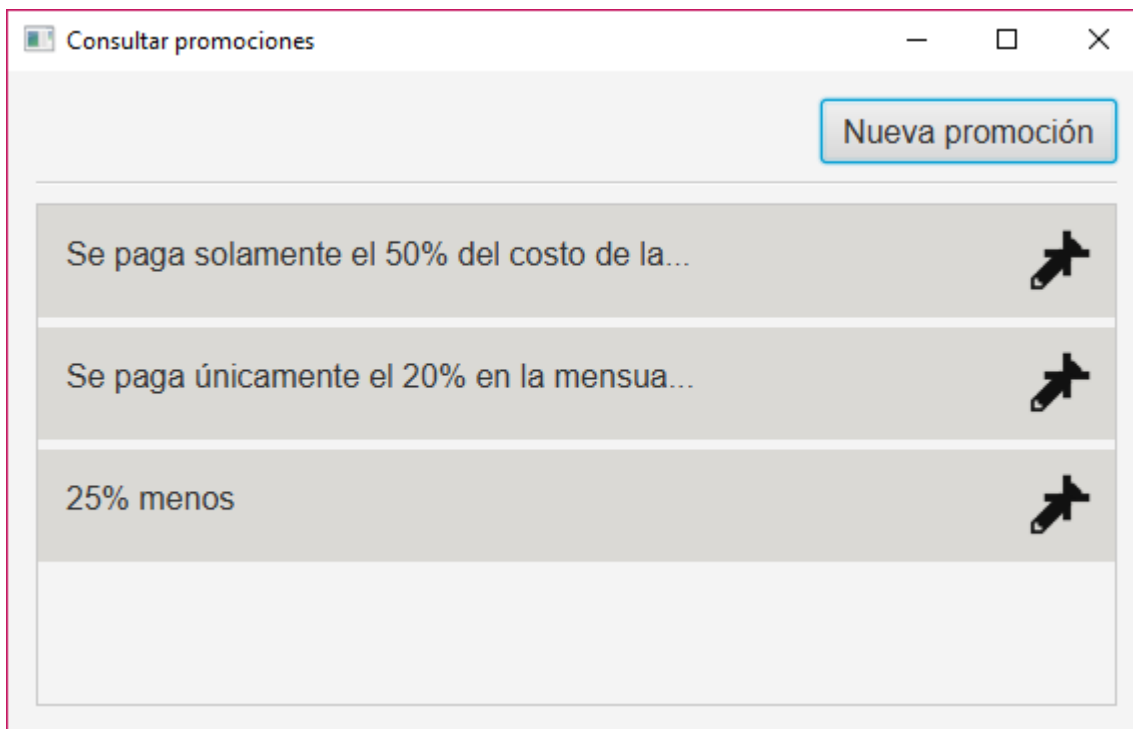 Consultar promociones
Nueva promoción
Se paga solamente el 50% del costo de la...
Se paga únicamente el 20% en la mensua...
25% menos